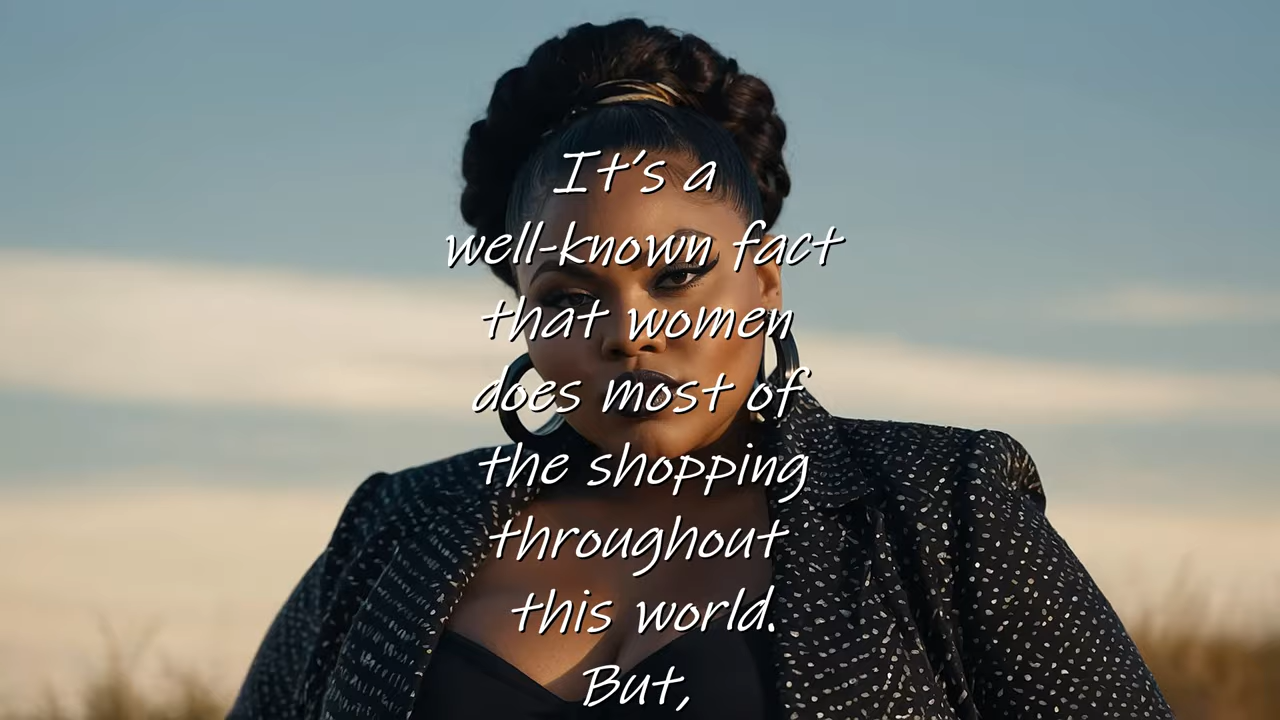 It's a
well-known fact
that women
does most of
the shopping
throughout
this world.
But,